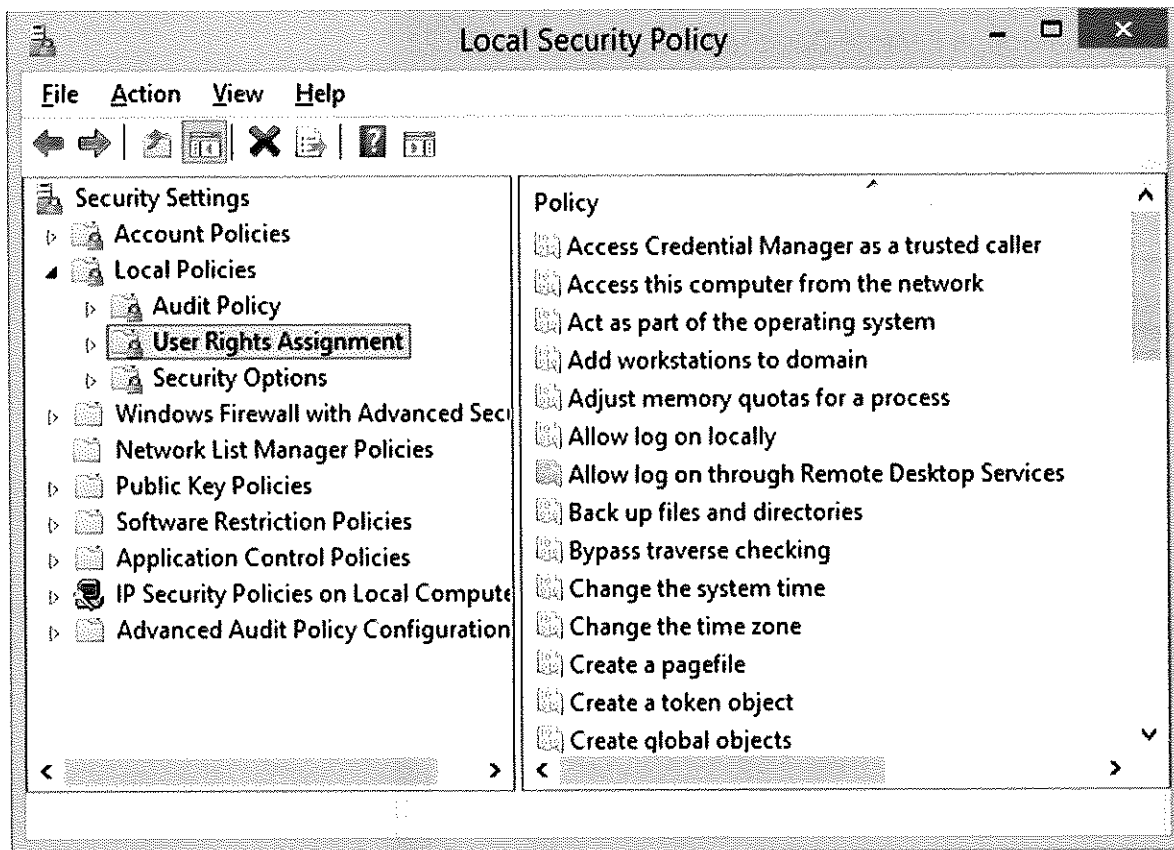 Local Security Policy
File Action View Help
Security Settings
Account Policies
Local Policies
Audit Policy
User Rights Assignment
Security Options
Windows Firewall with Advanced Secu
Network List Manager Policies
Public Key Policies
Software Restriction Policies
Application Control Policies
IP Security Policies on Local Compute
Advanced Audit Policy Configuration
Policy
Access Credential Manager as a trusted caller
Access this computer from the network
Act as part of the operating system
Add workstations to domain
Adjust memory quotas for a process
Allow log on locally
Allow log on through Remote Desktop Services
Back up files and directories
Bypass traverse checking
Change the system time
Change the time zone
Create a pagefile
Create a token object
Create global objects